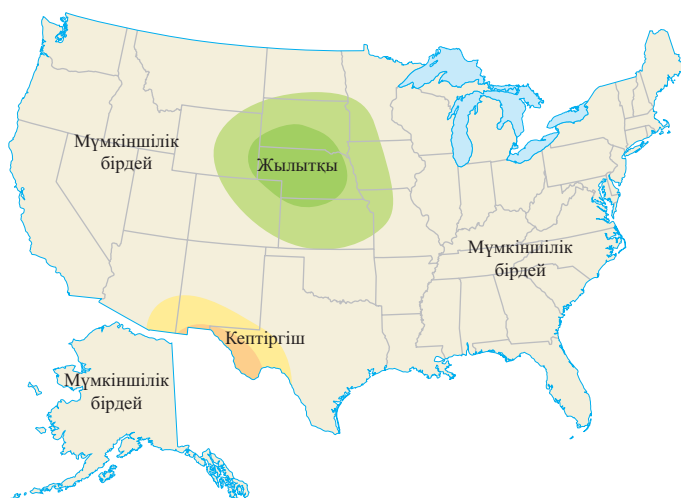 Мүмкіншілік
бірдей
Жылытқы
Мүмкіншілік
бірдей
Кептіргіш
Мүмкіншілік
бірдей